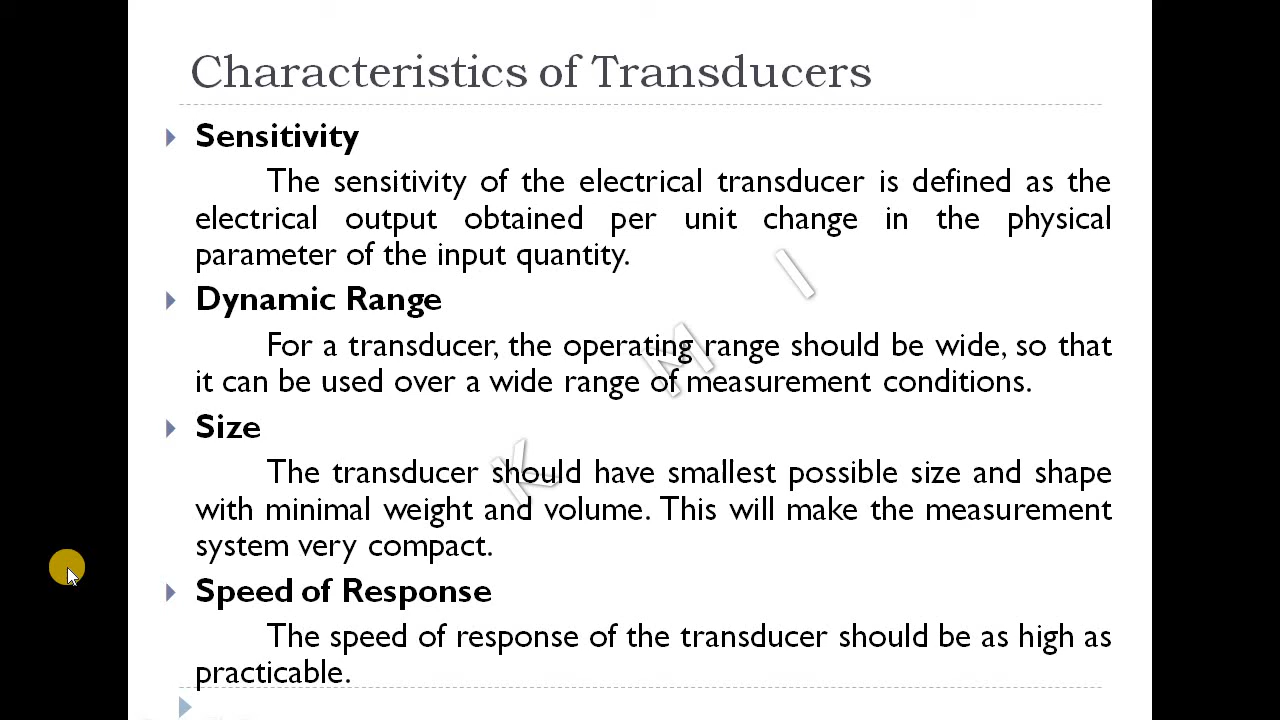 Characteristics of Transducers
Sensitivity
The sensitivity of the electrical transducer is defined as the
electrical output obtained per unit change in the physical
parameter of the input quantity.
Dynamic Range
For a transducer, the operating range should be wide, so that
it can be used over a wide range of measurement conditions.
Size
The transducer should have smallest possible size and shape
with minimal weight and volume. This will make the measurement
system very compact.
Speed of Response
The speed of response of the transducer should be as high as
practicable.
K M I